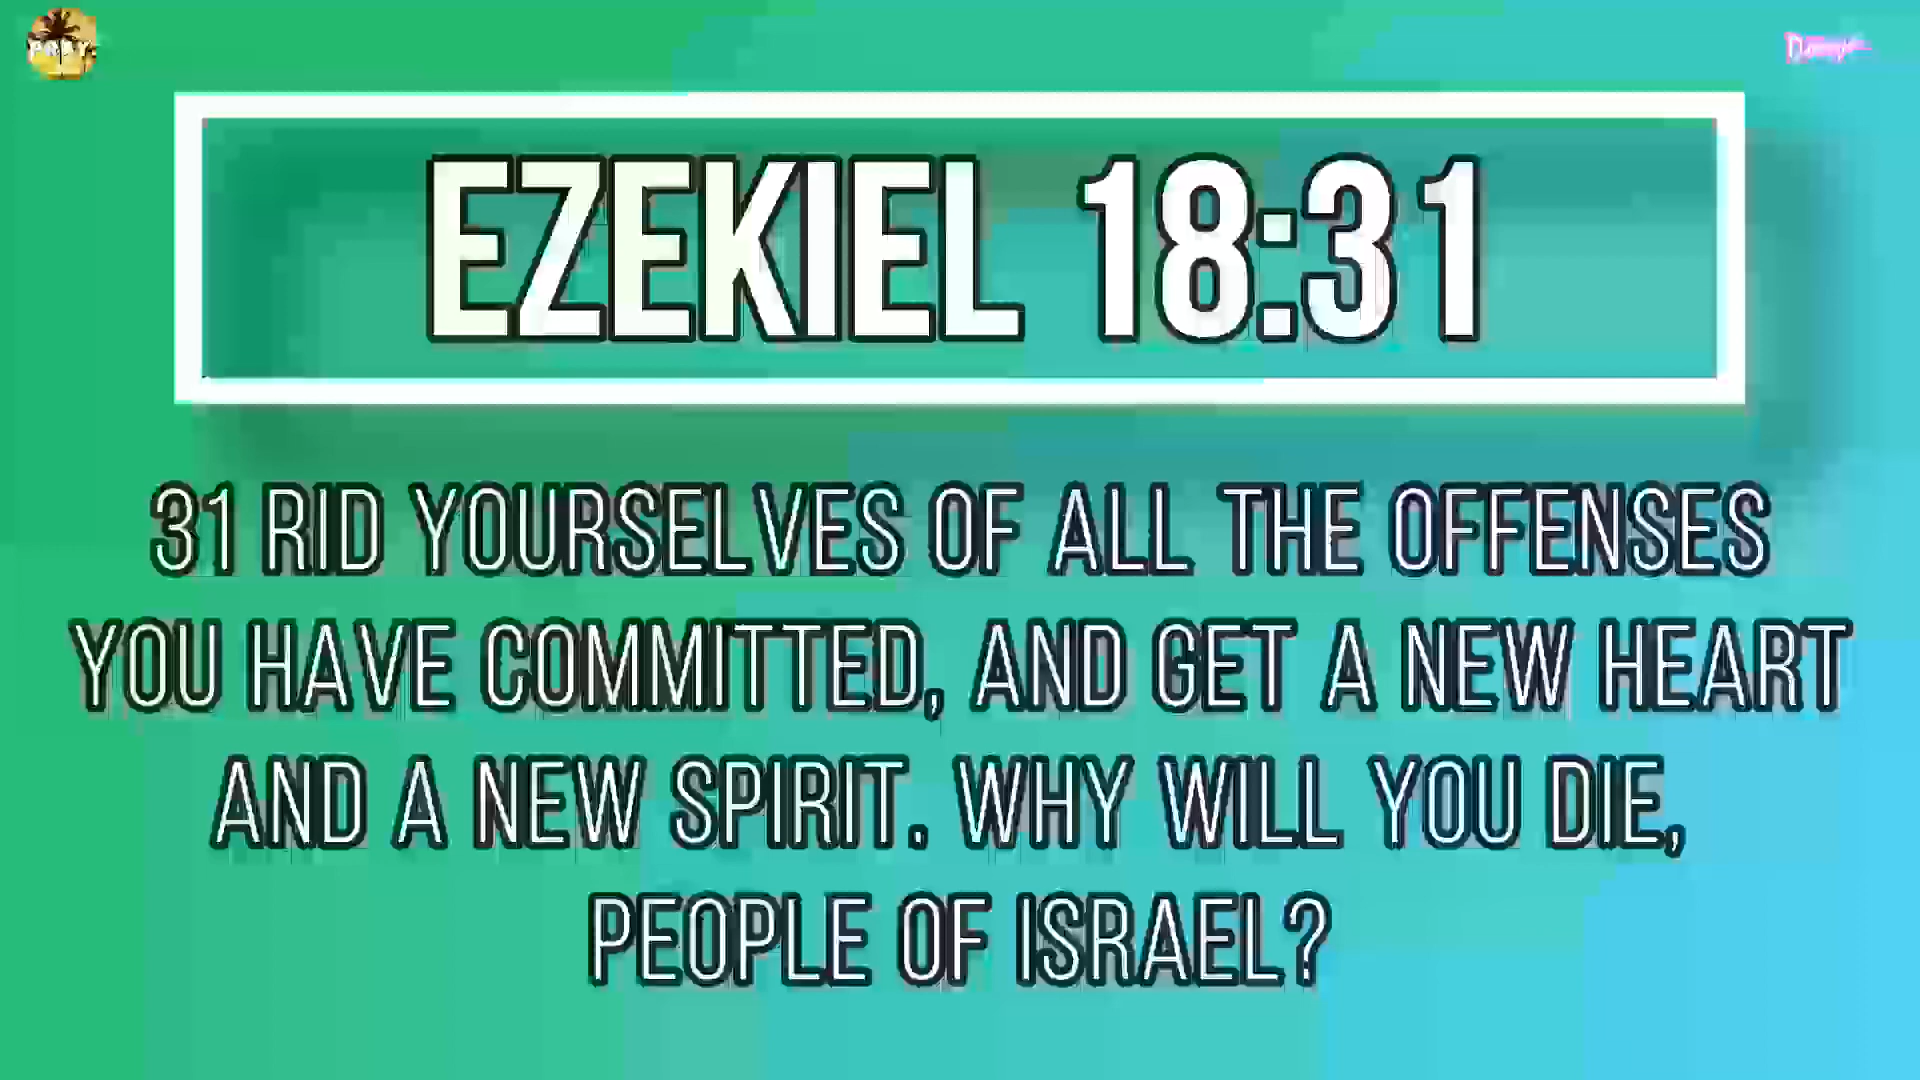 PRAY.
EZEKIEL 18:31
31 RID YOURSELVES OF ALL THE OFFENSES
YOU HAVE COMMITTED, AND GET A NEW HEART
AND A NEW SPIRIT. WHY WILL YOU DIE,
PEOPLE OF ISRAEL?